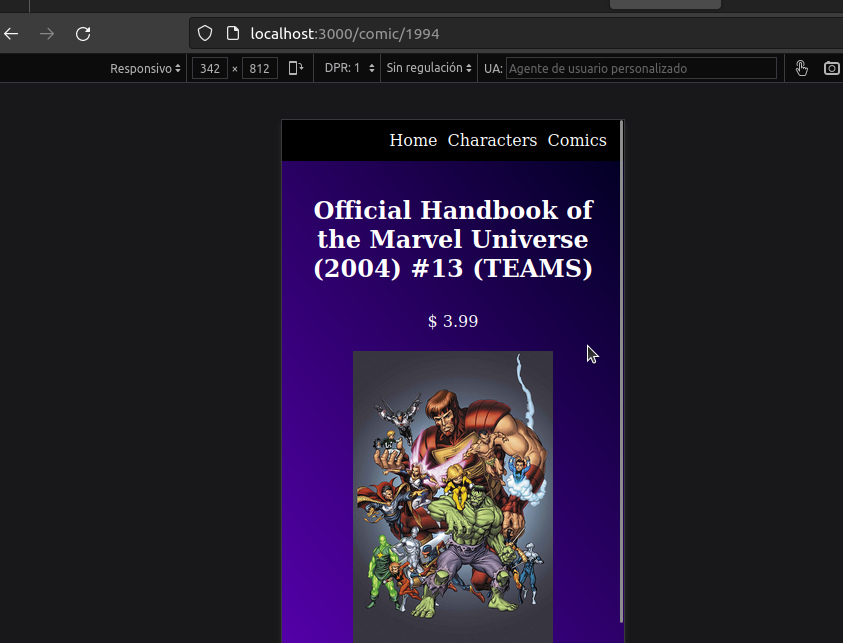 localhost:3000/comic/1994
Responsivo 342 × 812 DPR: 1 Sin regulación UA: Agente de usuario personalizado
Home Characters Comics
Official Handbook of
the Marvel Universe
(2004) #13 (TEAMS)
$ 3.99